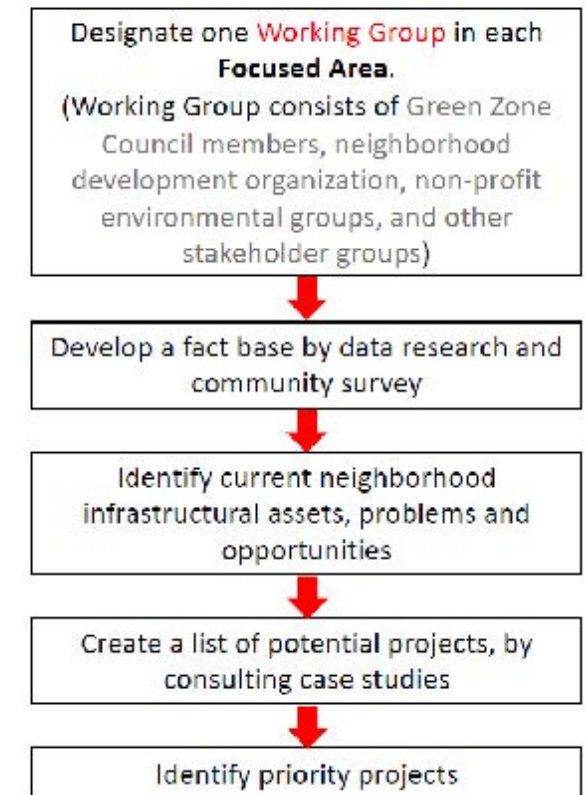 Designate one Working Group in each
Focused Area.
(Working Group consists of Green Zone
Council members, neighborhood
development organization, non-profit
environmental groups, and other
stakeholder groups)
Develop a fact base by data research and
community survey
Identify current neighborhood
infrastructural assets, problems and
opportunities
Create a list of potential projects, by
consulting case studies
Identify priority projects